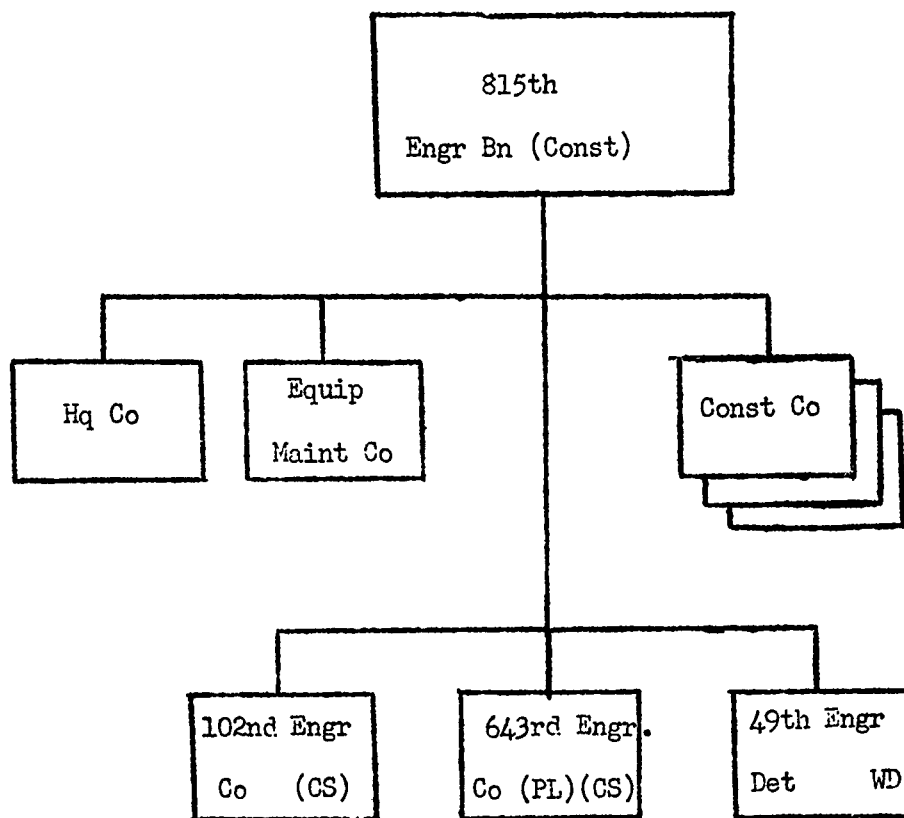 815th
Engr Bn (Const)
Hq Co
Equip
Maint Co
Const Co
102nd Engr
Co (CS)
643rd Engr.
Co (PL)(CS)
49th Engr
Det WD